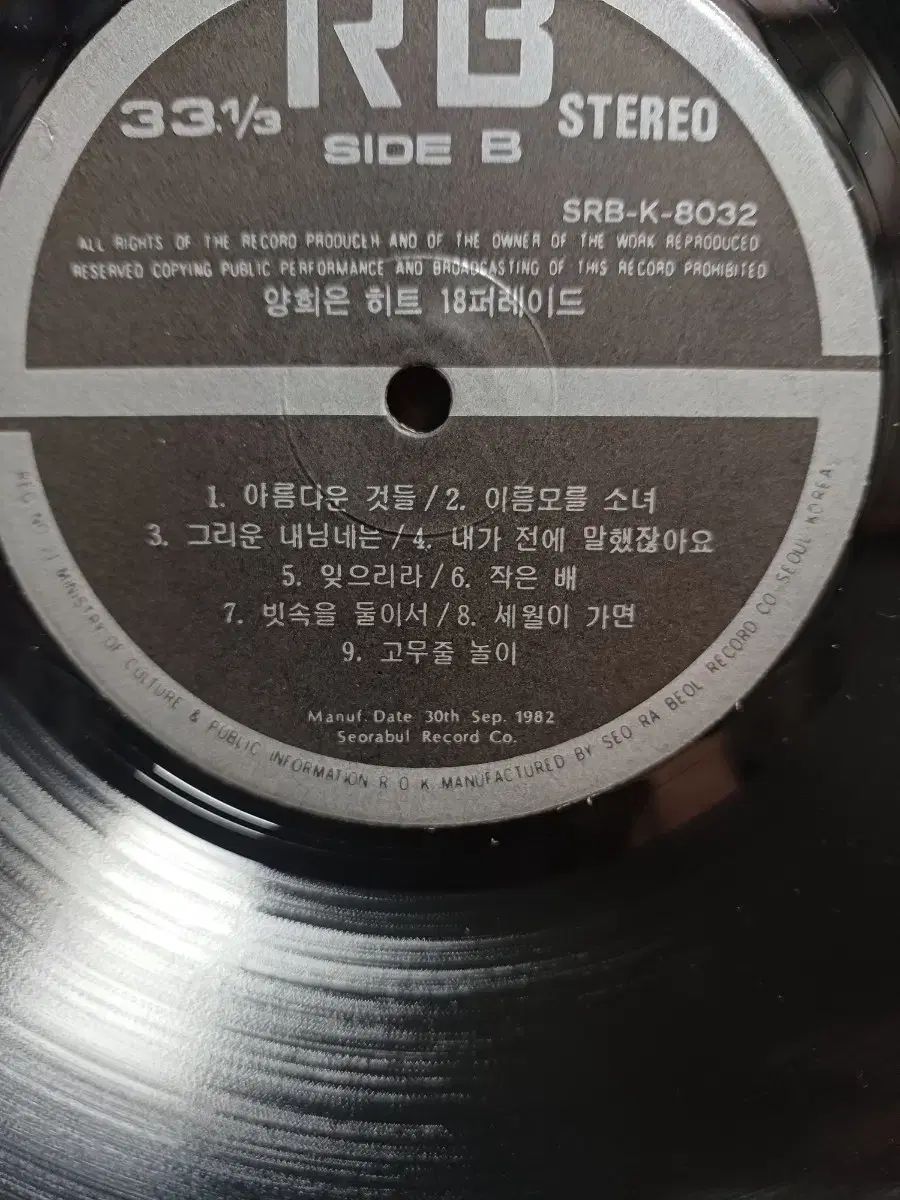 RB
33.⅓
STEREO
SIDE B
SRB-K-8032
ALL RIGHTS OF THE RECORD PRODUCER AND OF THE OWNER OF THE WORK REPRODUCED
RESERVED COPYING PUBLIC PERFORMANCE AND BROADCASTING OF THIS RECORD PROHIBITED
양희은 히트 18퍼레이드
1. 아름다운 것들/2. 이름모를 소녀
3. 그리운 내님네는/4. 내가 전에 말했잖아요
5. 잊으리라/6. 작은 배
7. 빗속을 둘이서/8. 세월이 가면
9. 고무줄 놀이
Manuf. Date 30th Sep. 1982
Seorabul Record Co.
MINISTRY OF CULTURE & PUBLIC INFORMATION R O K MANUFACTURED BY SEO RA BEOL RECORD CO SEOUL KOREA